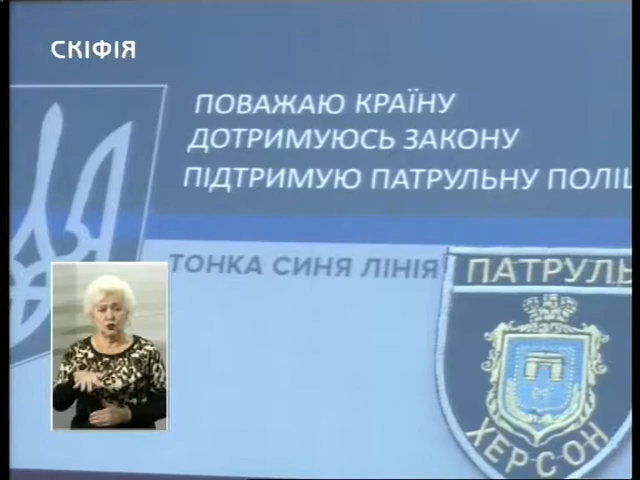 СКІФІЯ
ПОВАЖАЮ КРАЇНУ
ДОТРИМУЮСЬ ЗАКОНУ
ПІДТРИМУЮ ПАТРУЛЬНУ ПОЛІЦ
ТОНКА СИНЯ ЛІНІЯ
ПАТРУЛЬ
ХЕРСОН